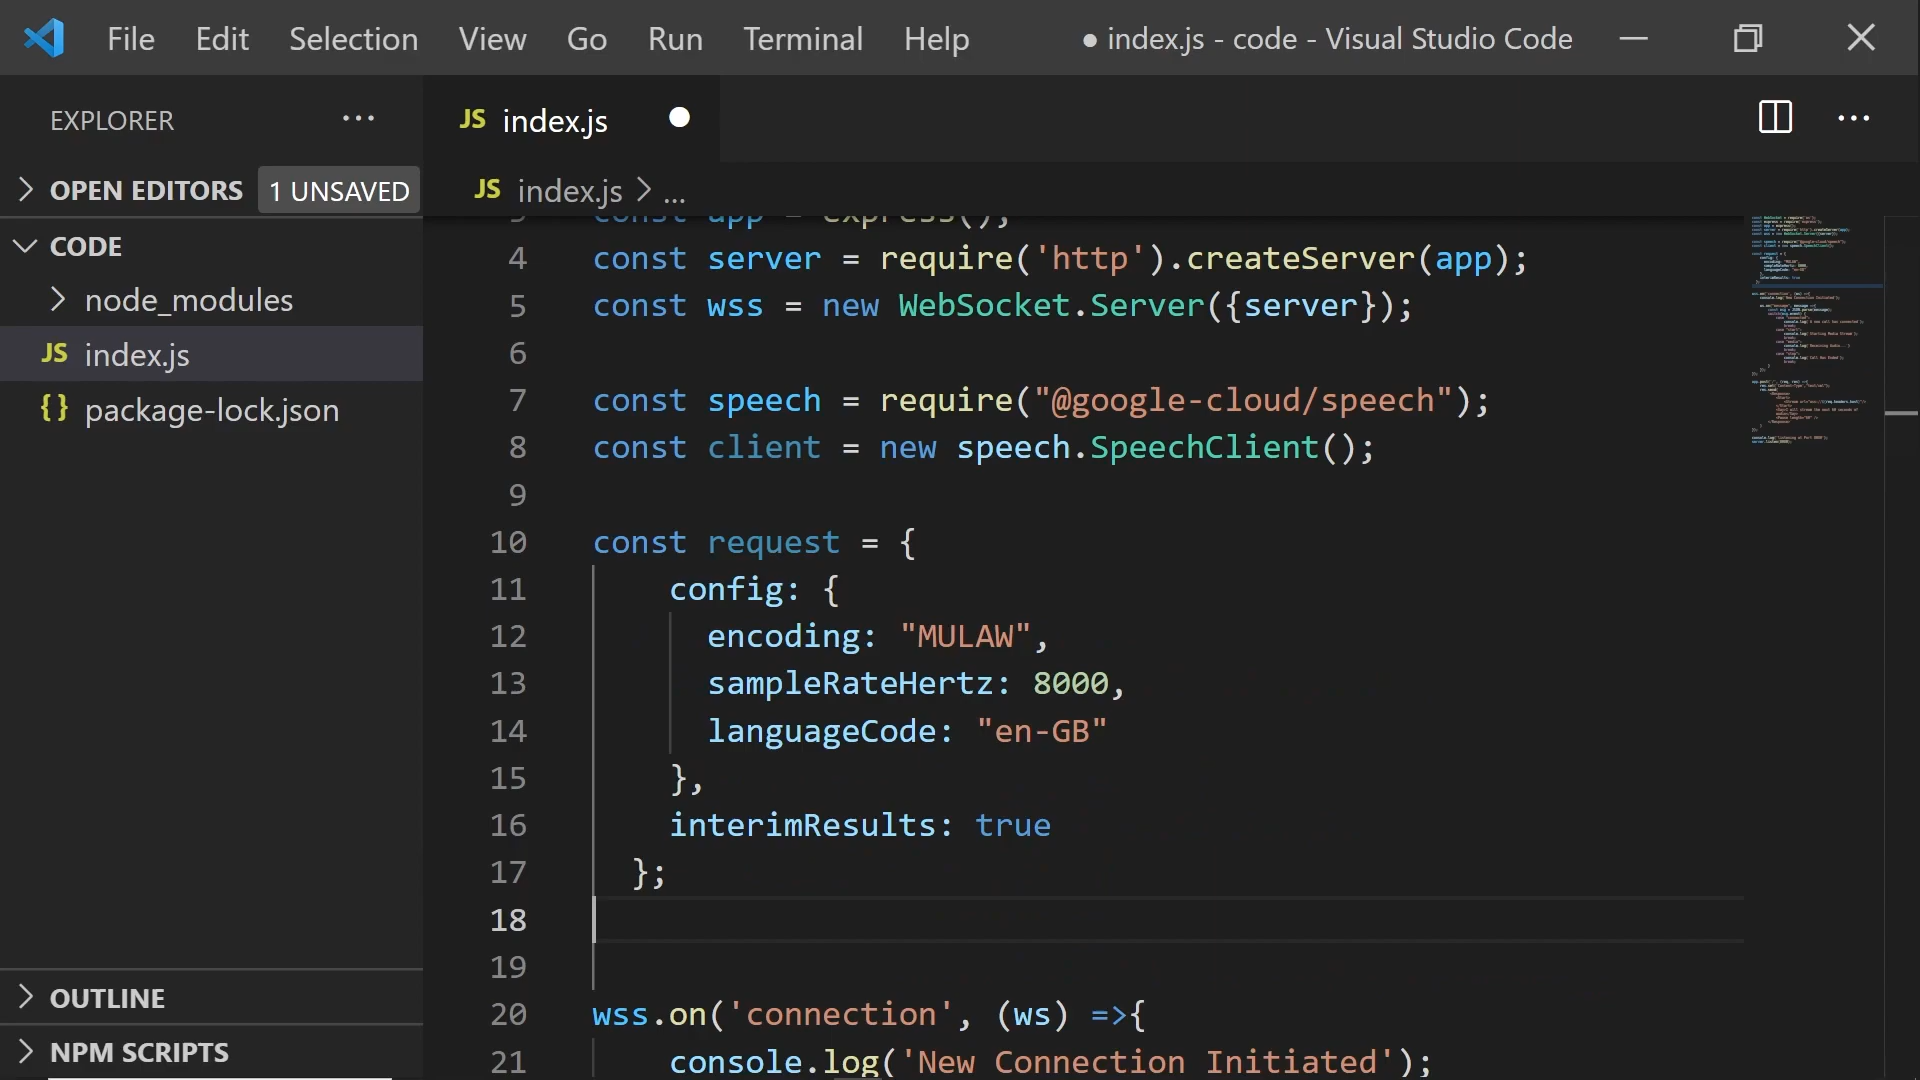 File Edit Selection View Go Run Terminal Help ● index.js - code - Visual Studio Code
EXPLORER ...
JS index.js ●
OPEN EDITORS 1 UNSAVED
JS index.js > ...
CODE
node_modules
JS index.js
{} package-lock.json
OUTLINE
NPM SCRIPTS
3 const app = express();
4 const server = require('http').createServer(app);
5 const wss = new WebSocket.Server({server});
6
7 const speech = require("@google-cloud/speech");
8 const client = new speech.SpeechClient();
9
10 const request = {
11 config: {
12 encoding: "MULAW",
13 sampleRateHertz: 8000,
14 languageCode: "en-GB"
15 },
16 interimResults: true
17 };
18
19
20 wss.on('connection', (ws) =>{
21 console.log('New Connection Initiated');